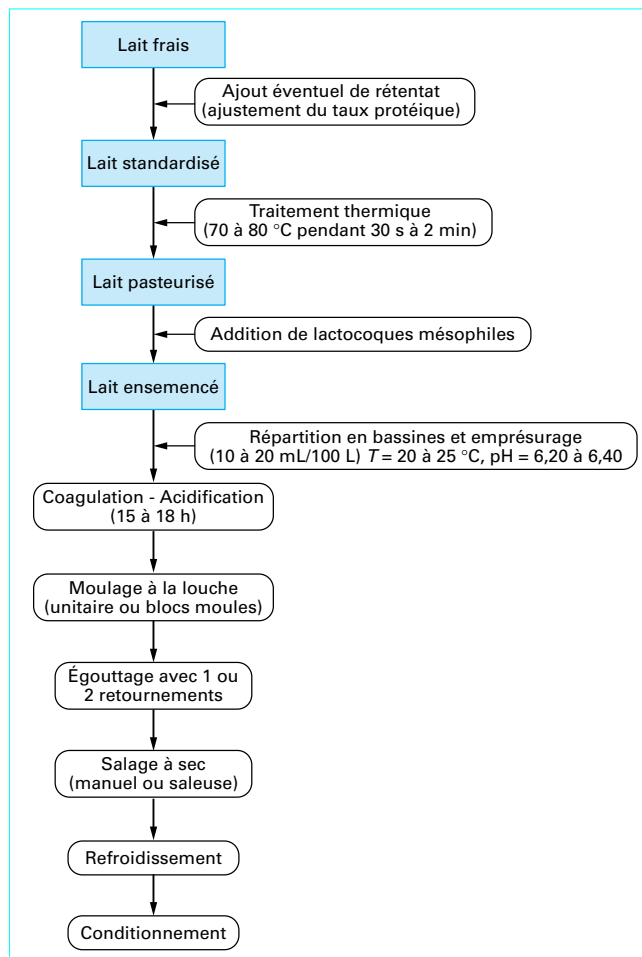 Lait frais
Ajout éventuel de rétentat
(ajustement du taux protéique)
Lait standardisé
Traitement thermique
(70 à 80 °C pendant 30 s à 2 min)
Lait pasteurisé
Addition de lactocoques mésophiles
Lait ensemencé
Répartition en bassines et emprésurage
(10 à 20 mL/100 L) T = 20 à 25 °C, pH = 6,20 à 6,40
Coagulation - Acidification
(15 à 18 h)
Moulage à la louche
(unitaire ou blocs moules)
Égouttage avec 1 ou
2 retournements
Salage à sec
(manuel ou saleuse)
Refroidissement
Conditionnement